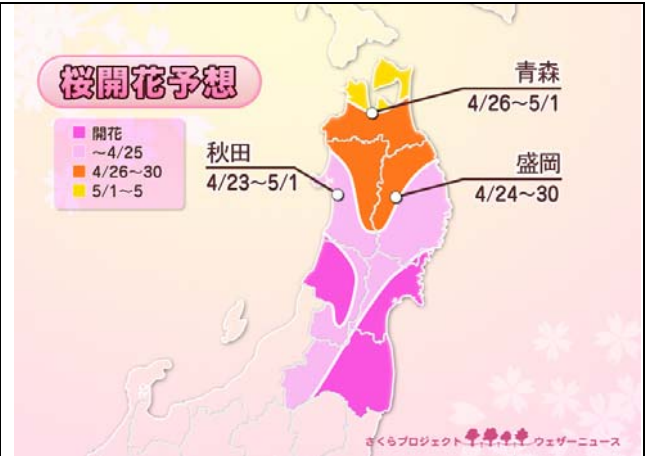 桜開花予想
開花
～4/25
4/26～30
5/1～5
青森
4/26～5/1
秋田
4/23～5/1
盛岡
4/24～30
さくらプロジェクト ウェザーニュース